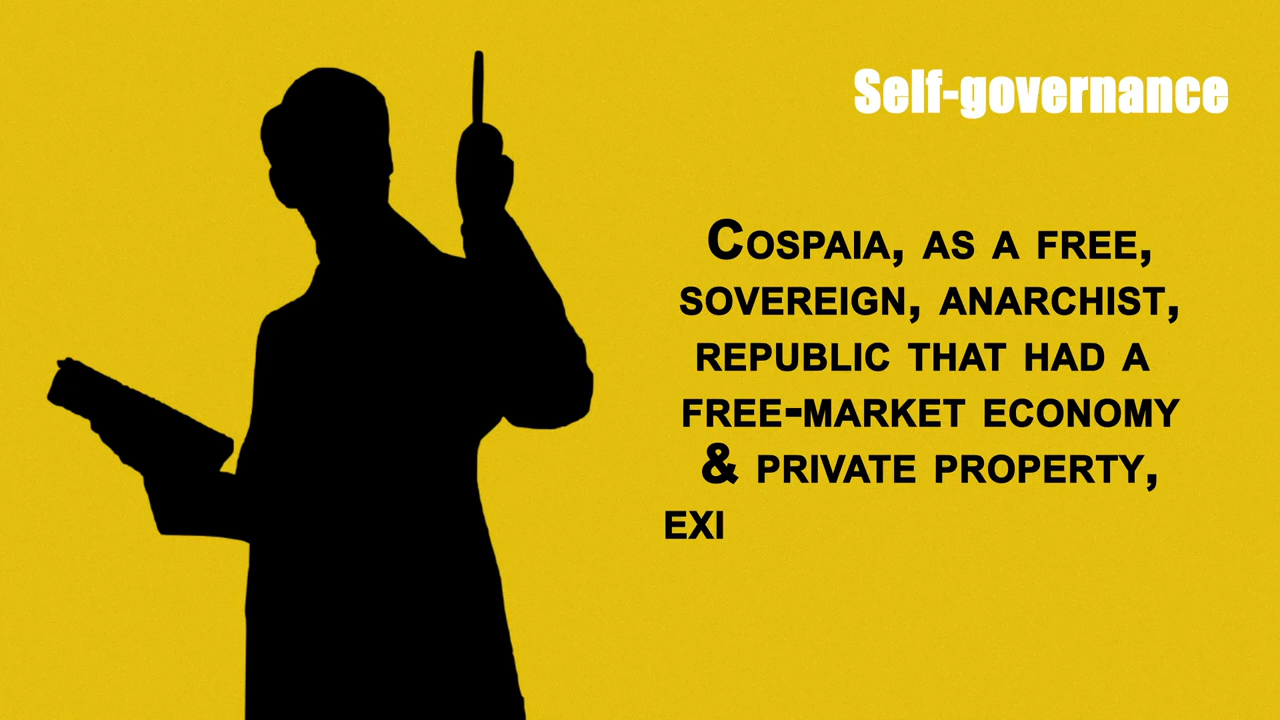 Self-governance
Cospaia, as a free,
sovereign, anarchist,
republic that had a
free-market economy
& private property,
exi